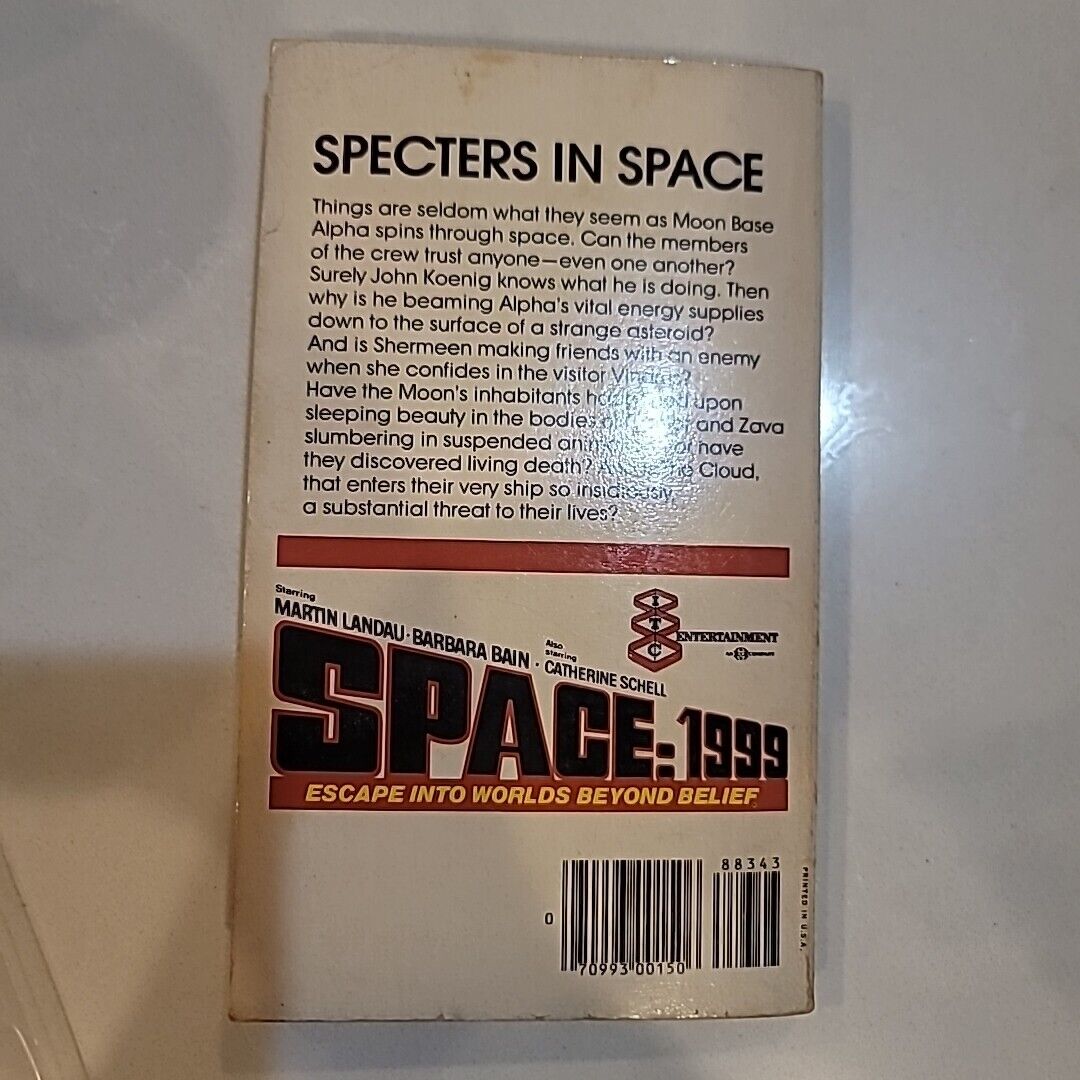 SPECTERS IN SPACE
Things are seldom what they seem as Moon Base
Alpha spins through space. Can the members
of the crew trust anyone—even one another?
Surely John Koenig knows what he is doing. Then
why is he beaming Alpha's vital energy supplies
down to the surface of a strange asteroid?
And is Shermeen making friends with an enemy
when she confides in the visitor
Have the Moon's inhabitants upon
sleeping beauty in the bodies and Zava
slumbering in suspended or have
they discovered living death? Cloud,
that enters their very ship so insidiously,
a substantial threat to their lives?
Starring
MARTIN LANDAU · BARBARA BAIN · Also starring CATHERINE SCHELL
ITC ENTERTAINMENT
SPACE: 1999
ESCAPE INTO WORLDS BEYOND BELIEF
88343
0 70993 00150
PRINTED IN U.S.A.